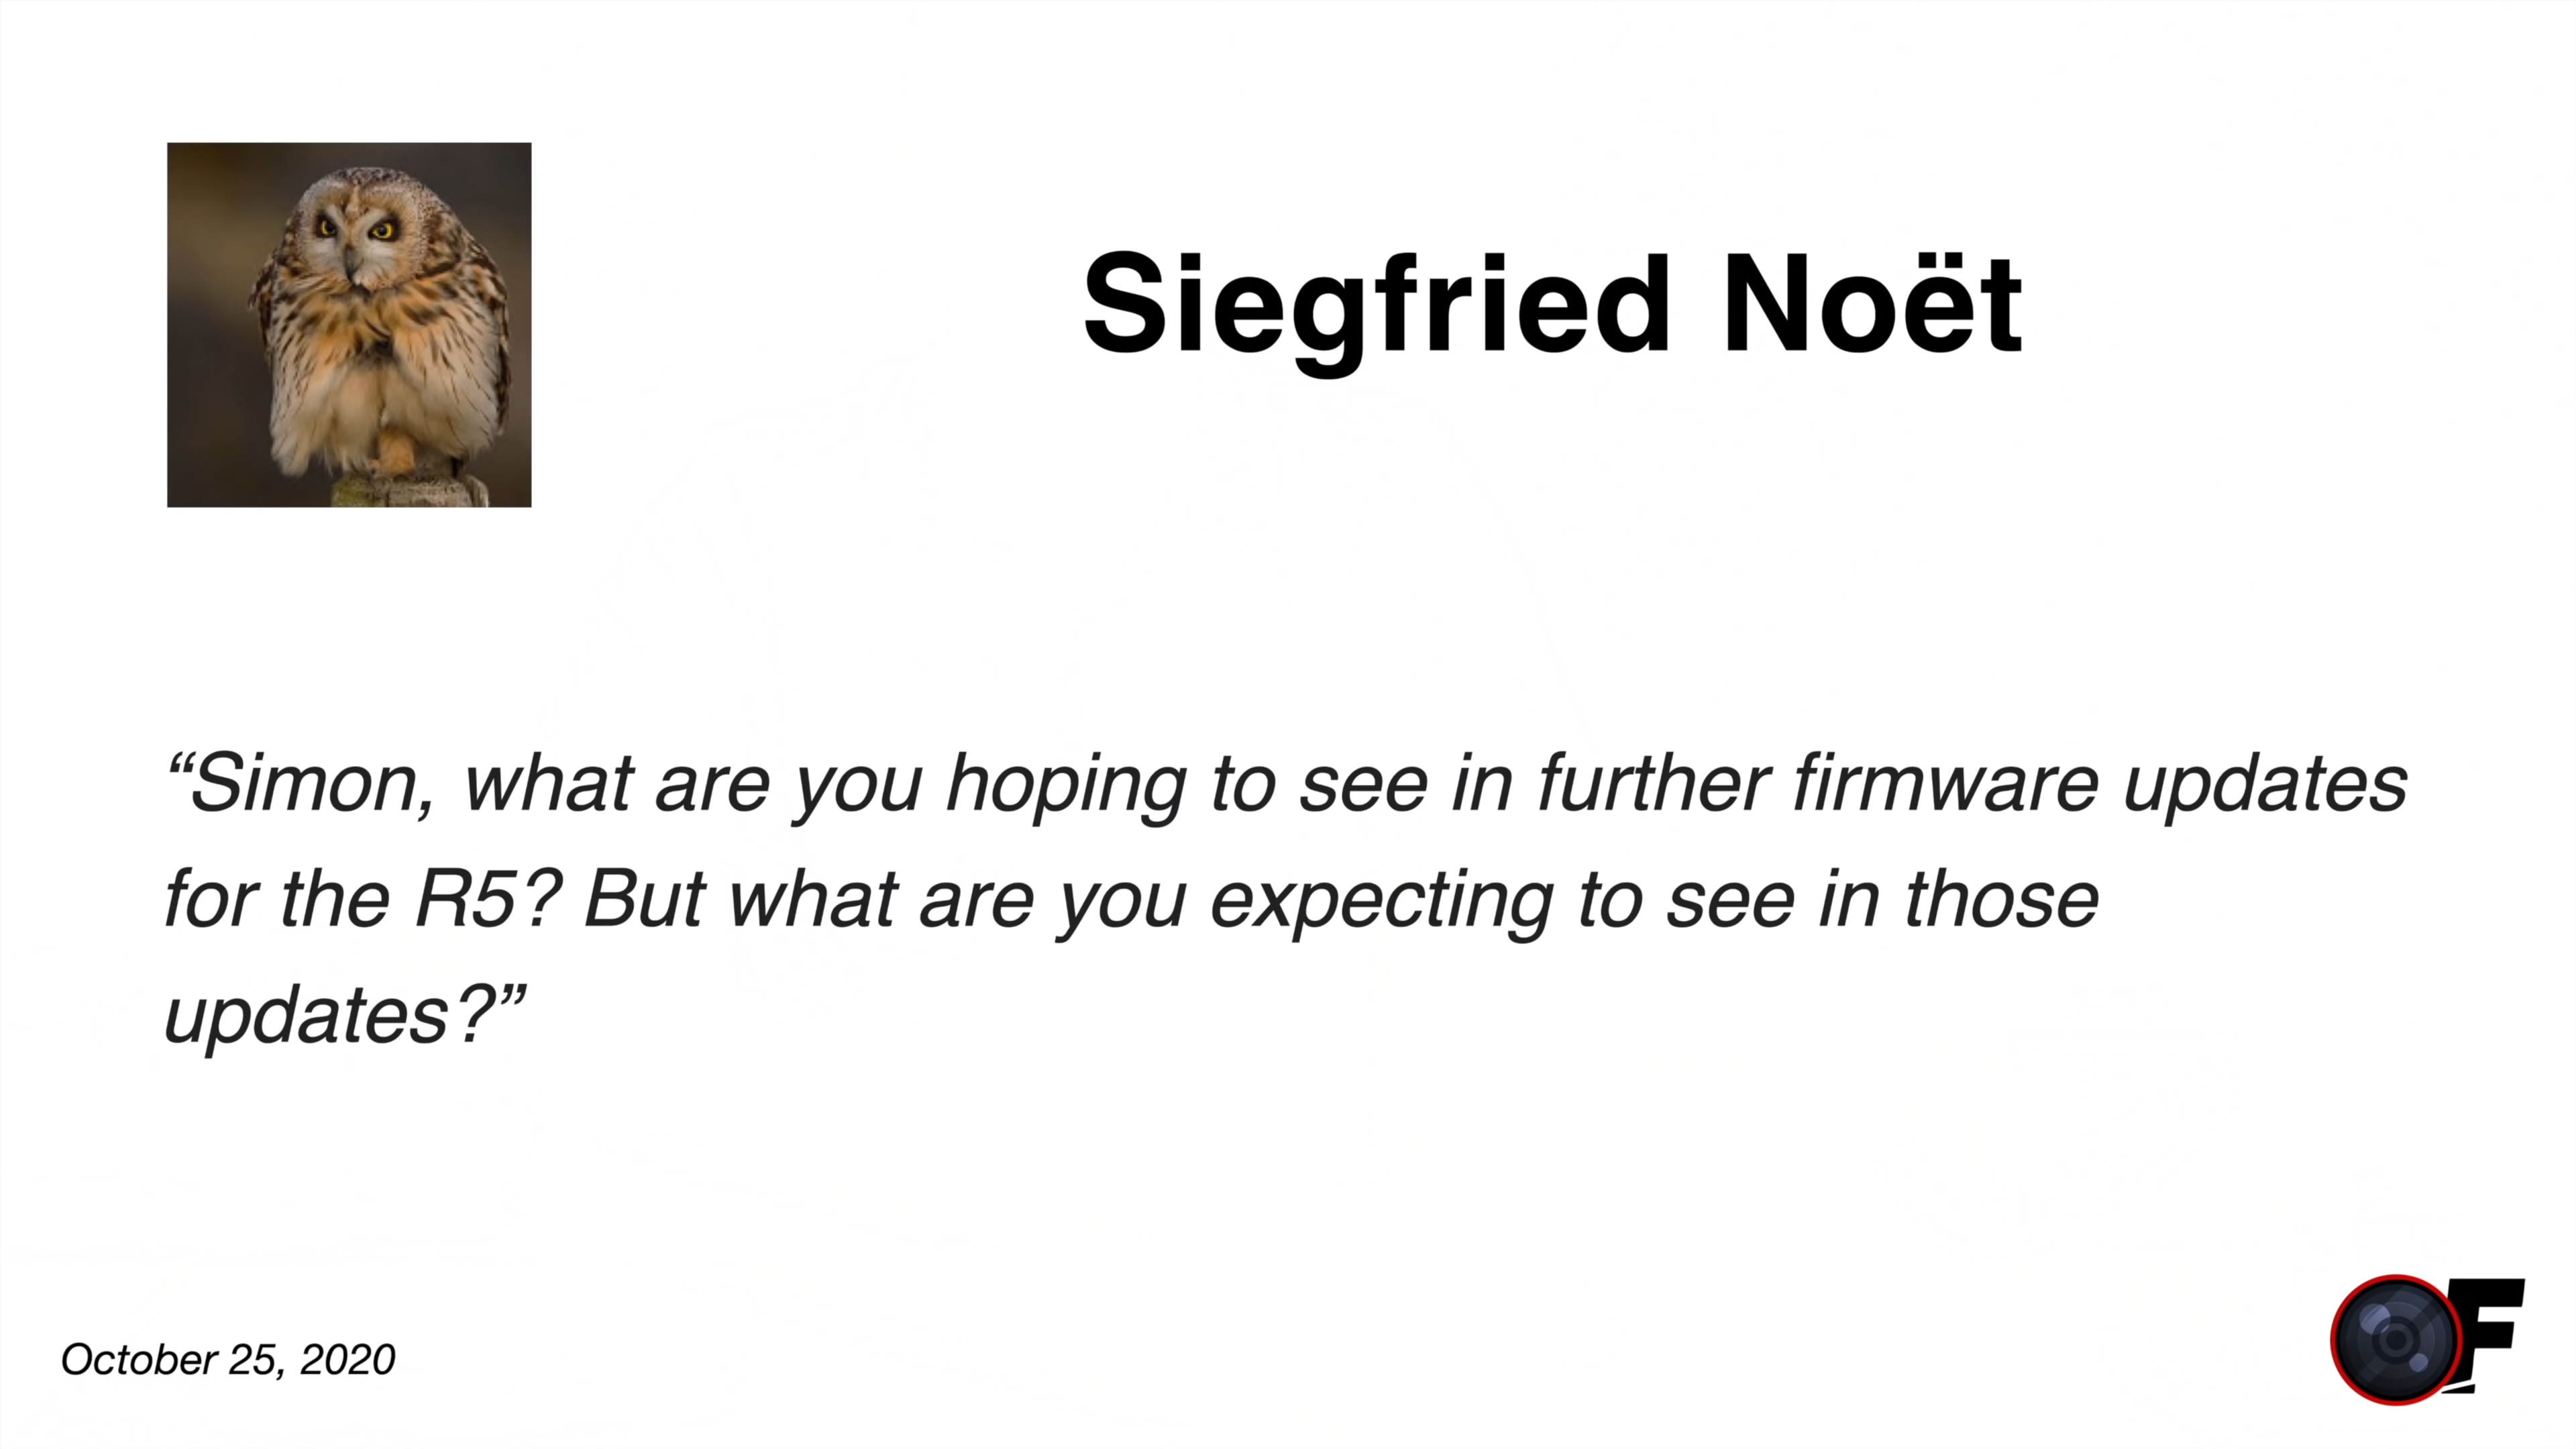 Siegfried Noët
“Simon, what are you hoping to see in further firmware updates
for the R5? But what are you expecting to see in those
updates?”
October 25, 2020
F